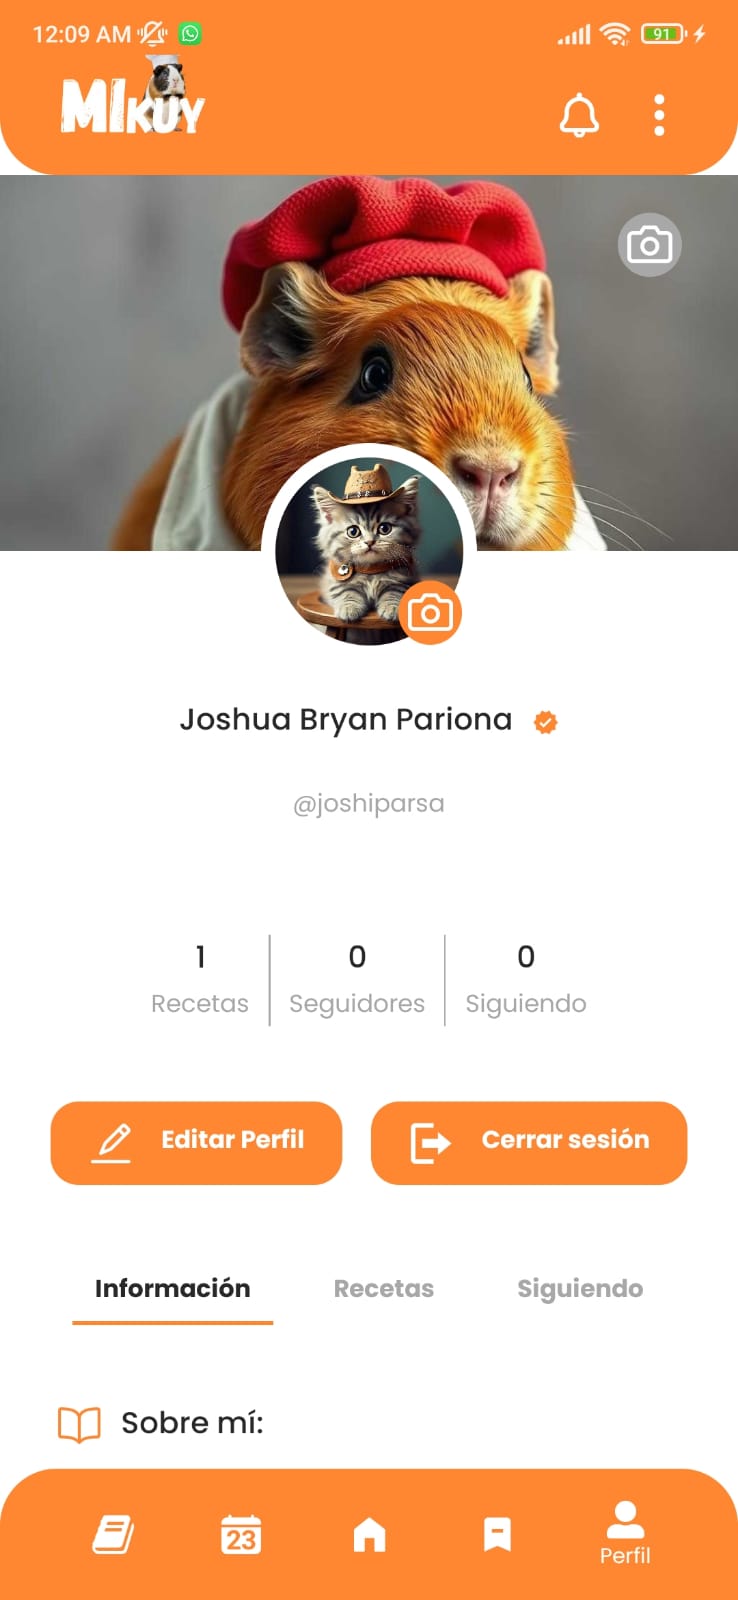 12:09 AM
91
MIKUY
Joshua Bryan Pariona
@joshiparsa
1 0 0
Recetas Seguidores Siguiendo
Editar Perfil Cerrar sesión
Información Recetas Siguiendo
Sobre mí:
23
Perfil